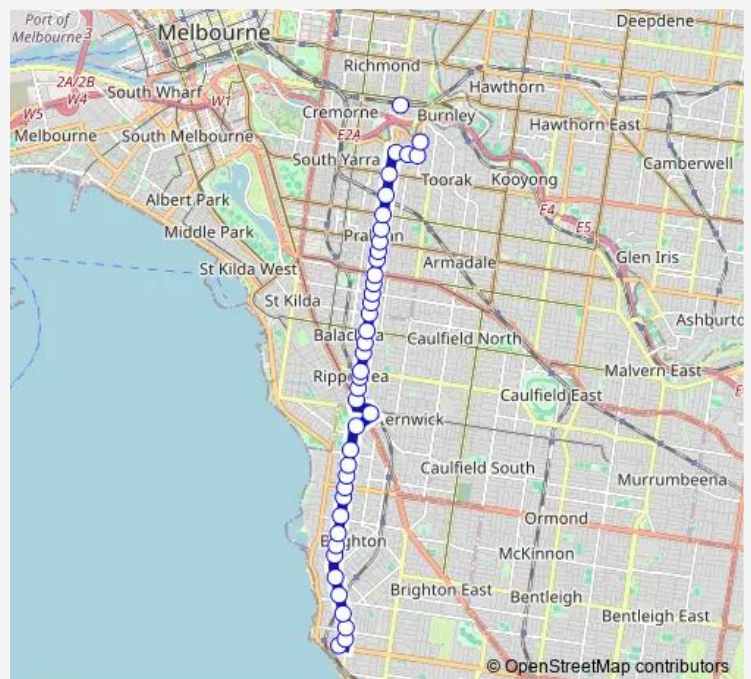 Deepdene
Port of
Melbourne
3
Melbourne
Richmond
2A/2B
W4
W5
South Wharf
W1
Hawthorn
Cremorne
Burnley
E2A
Hawthorn East
Melbourne
South Melbourne
South Yarra
Camberwell
Toorak
Kooyong
Albert Park
E4
E5
Middle Park
Glen Iris
Armadale
St Kilda West
St Kilda
Ashburto
Caulfield North
Malvern East
Caulfield East
Caulfield South
Murrumbeena
Ormond
McKinnon
Brighton East
Bentleigh
Bentleigh East
© OpenStreetMap contributors